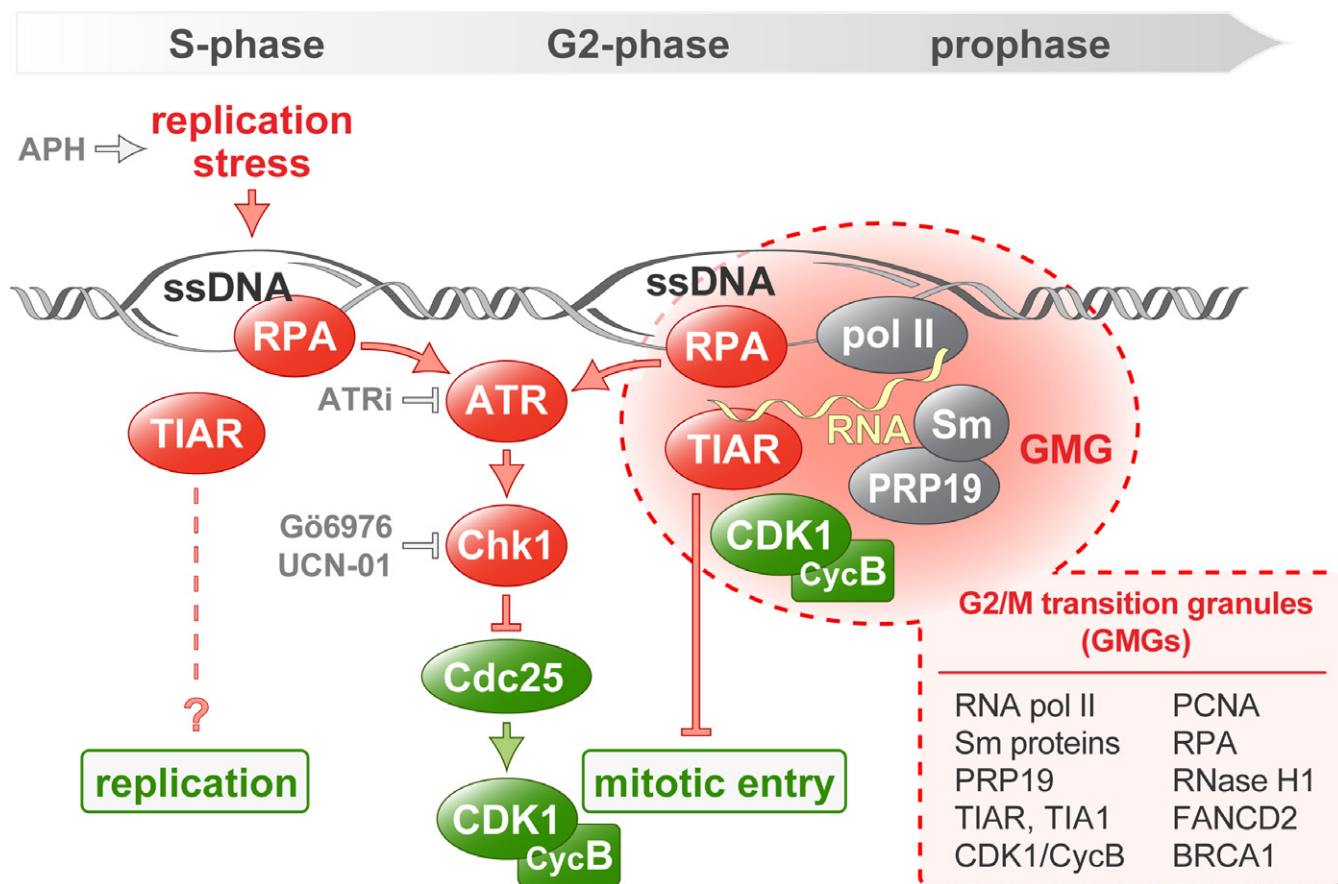 S-phase
G2-phase
prophase
replication
stress
APH
ssDNA
RPA
ssDNA
RPA
pol II
ATRi
ATR
TIAR
TIAR
RNA
Sm
PRP19
GMG
Gö6976
UCN-01
Chk1
CDK1
CycB
Cdc25
?
replication
mitotic entry
CDK1
CycB
G2/M transition granules
(GMGs)
RNA pol II PCNA
Sm proteins RPA
PRP19 RNase H1
TIAR, TIA1 FANCD2
CDK1/CycB BRCA1